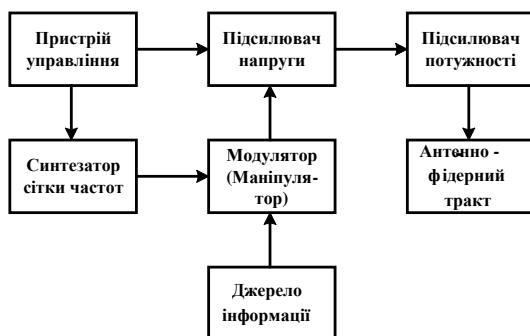 Пристрій
управління
Підсилювач
напруги
Підсилювач
потужності
Синтезатор
сітки частот
Модулятор
(Маніпуля-
тор)
Антенно -
фідерний
тракт
Джерело
інформації